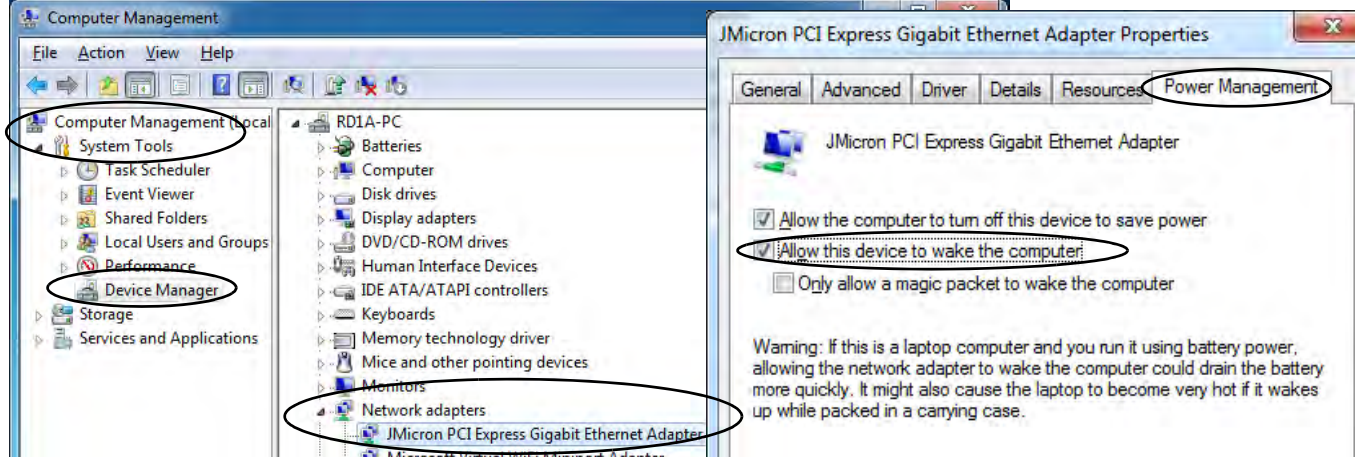 Computer Management
File Action View Help
Computer Management (Local
System Tools
Task Scheduler
Event Viewer
Shared Folders
Local Users and Groups
Performance
Device Manager
Storage
Services and Applications
RD1A-PC
Batteries
Computer
Disk drives
Display adapters
DVD/CD-ROM drives
Human Interface Devices
IDE ATA/ATAPI controllers
Keyboards
Memory technology driver
Mice and other pointing devices
Monitors
Network adapters
JMicron PCI Express Gigabit Ethernet Adapter
Microsoft Virtual WiFi Miniport Adapter
JMicron PCI Express Gigabit Ethernet Adapter Properties
General Advanced Driver Details Resources Power Management
JMicron PCI Express Gigabit Ethernet Adapter
Allow the computer to turn off this device to save power
Allow this device to wake the computer
Only allow a magic packet to wake the computer
Warning: If this is a laptop computer and you run it using battery power,
allowing the network adapter to wake the computer could drain the battery
more quickly. It might also cause the laptop to become very hot if it wakes
up while packed in a carrying case.